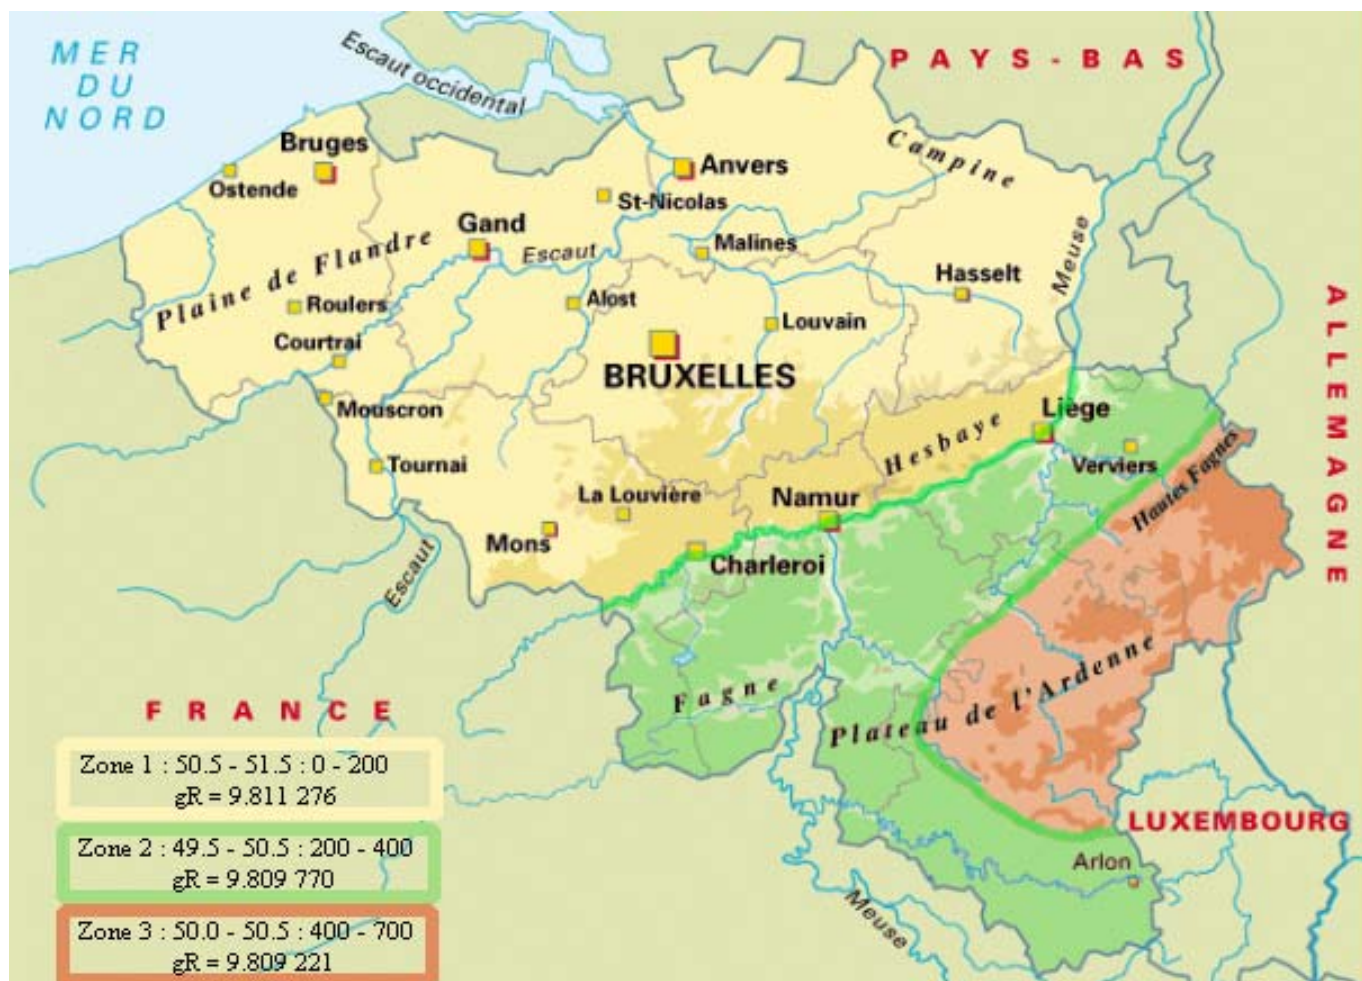 MER
DU
NORD
Escaut occidental
PAYS-BAS
Bruges
Ostende
Anvers
Campine
St-Nicolas
Gand
Escaut
Malines
Plaine de Flandre
Hasselt
Meuse
Roulers
Alost
Louvain
Courtrai
BRUXELLES
ALLEMAGNE
Mouscron
Liège
Hesbaye
Tournai
Verviers
Hautes Fagnes
La Louvière
Namur
Mons
Charleroi
Escaut
Fagne
Plateau de l'Ardenne
FRANCE
Zone 1 : 50.5 - 51.5 : 0 - 200
gR = 9.811 276
LUXEMBOURG
Zone 2 : 49.5 - 50.5 : 200 - 400
gR = 9.809 770
Arlon
Meuse
Zone 3 : 50.0 - 50.5 : 400 - 700
gR = 9.809 221